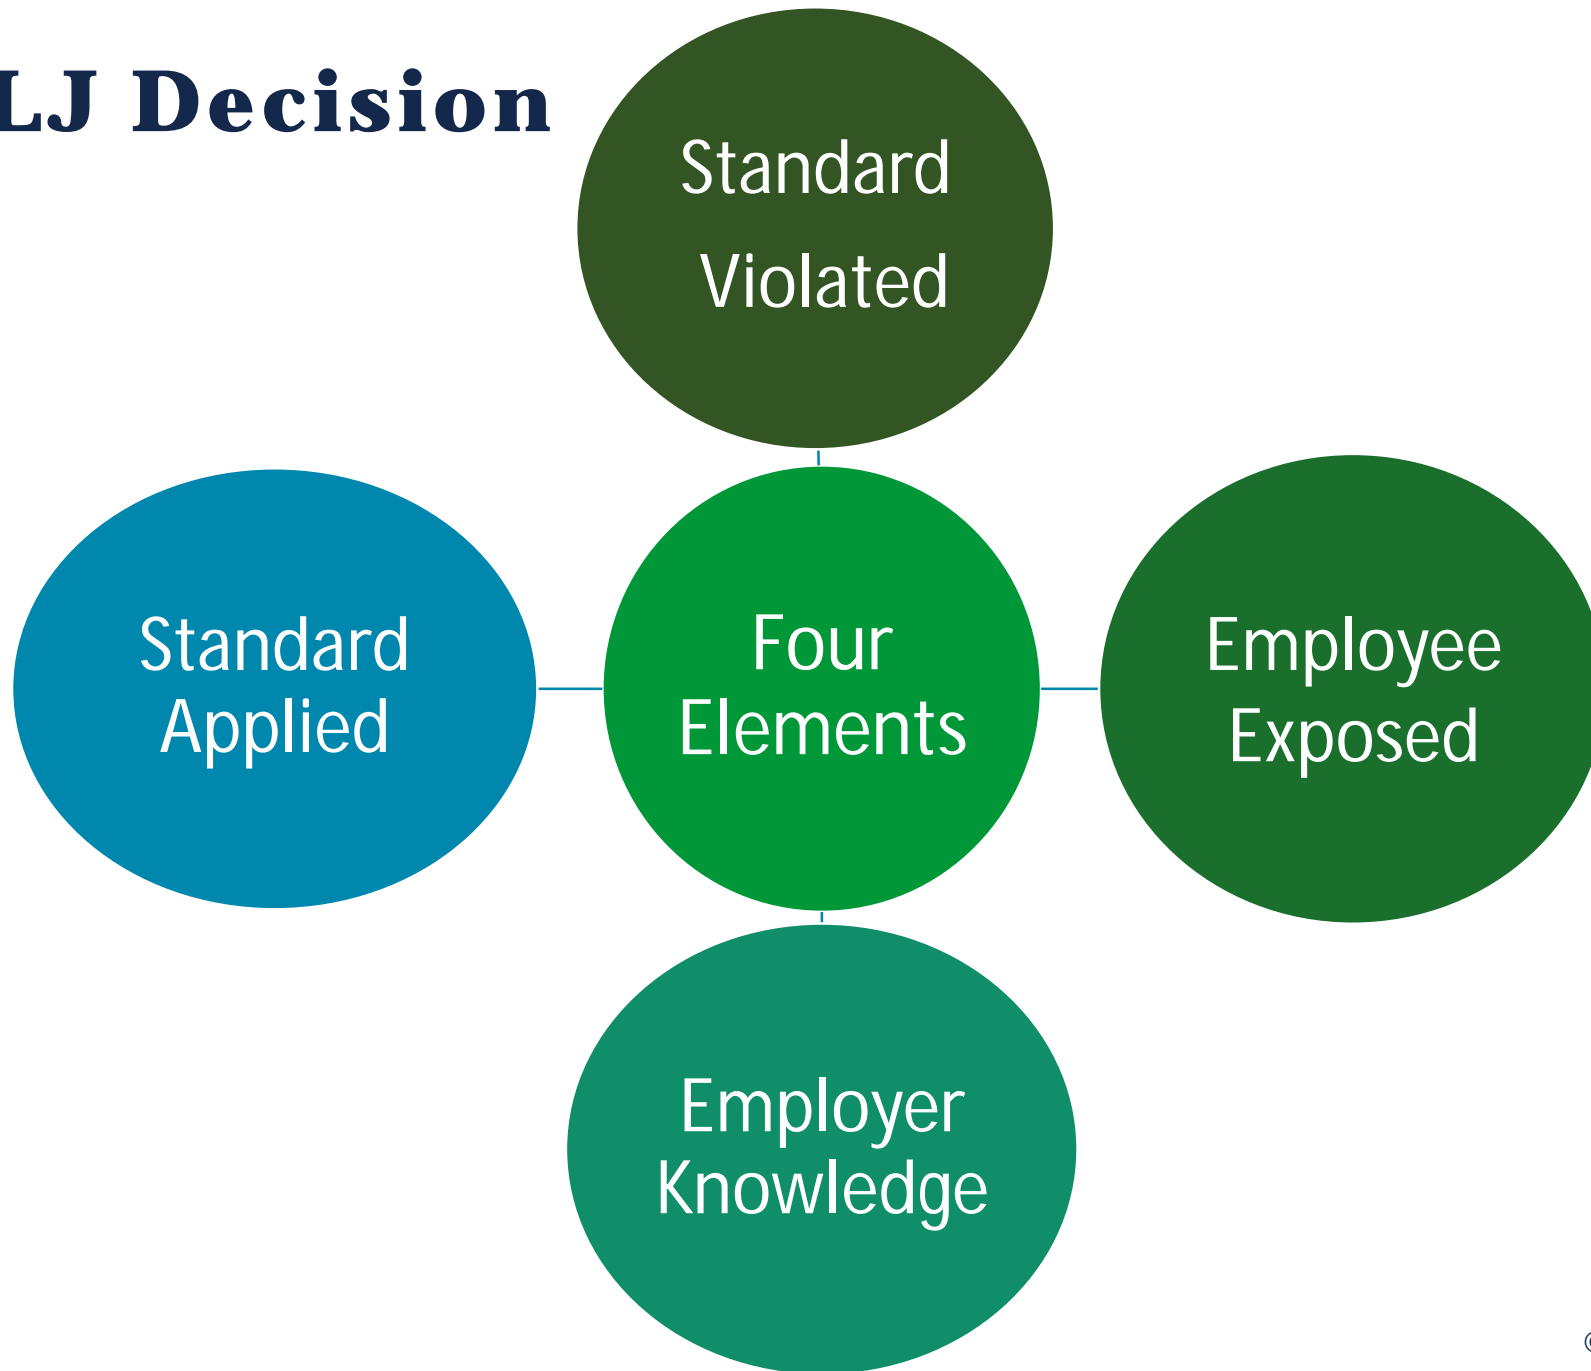 LJ Decision
Standard
Violated
Standard
Applied
Four
Elements
Employee
Exposed
Employer
Knowledge